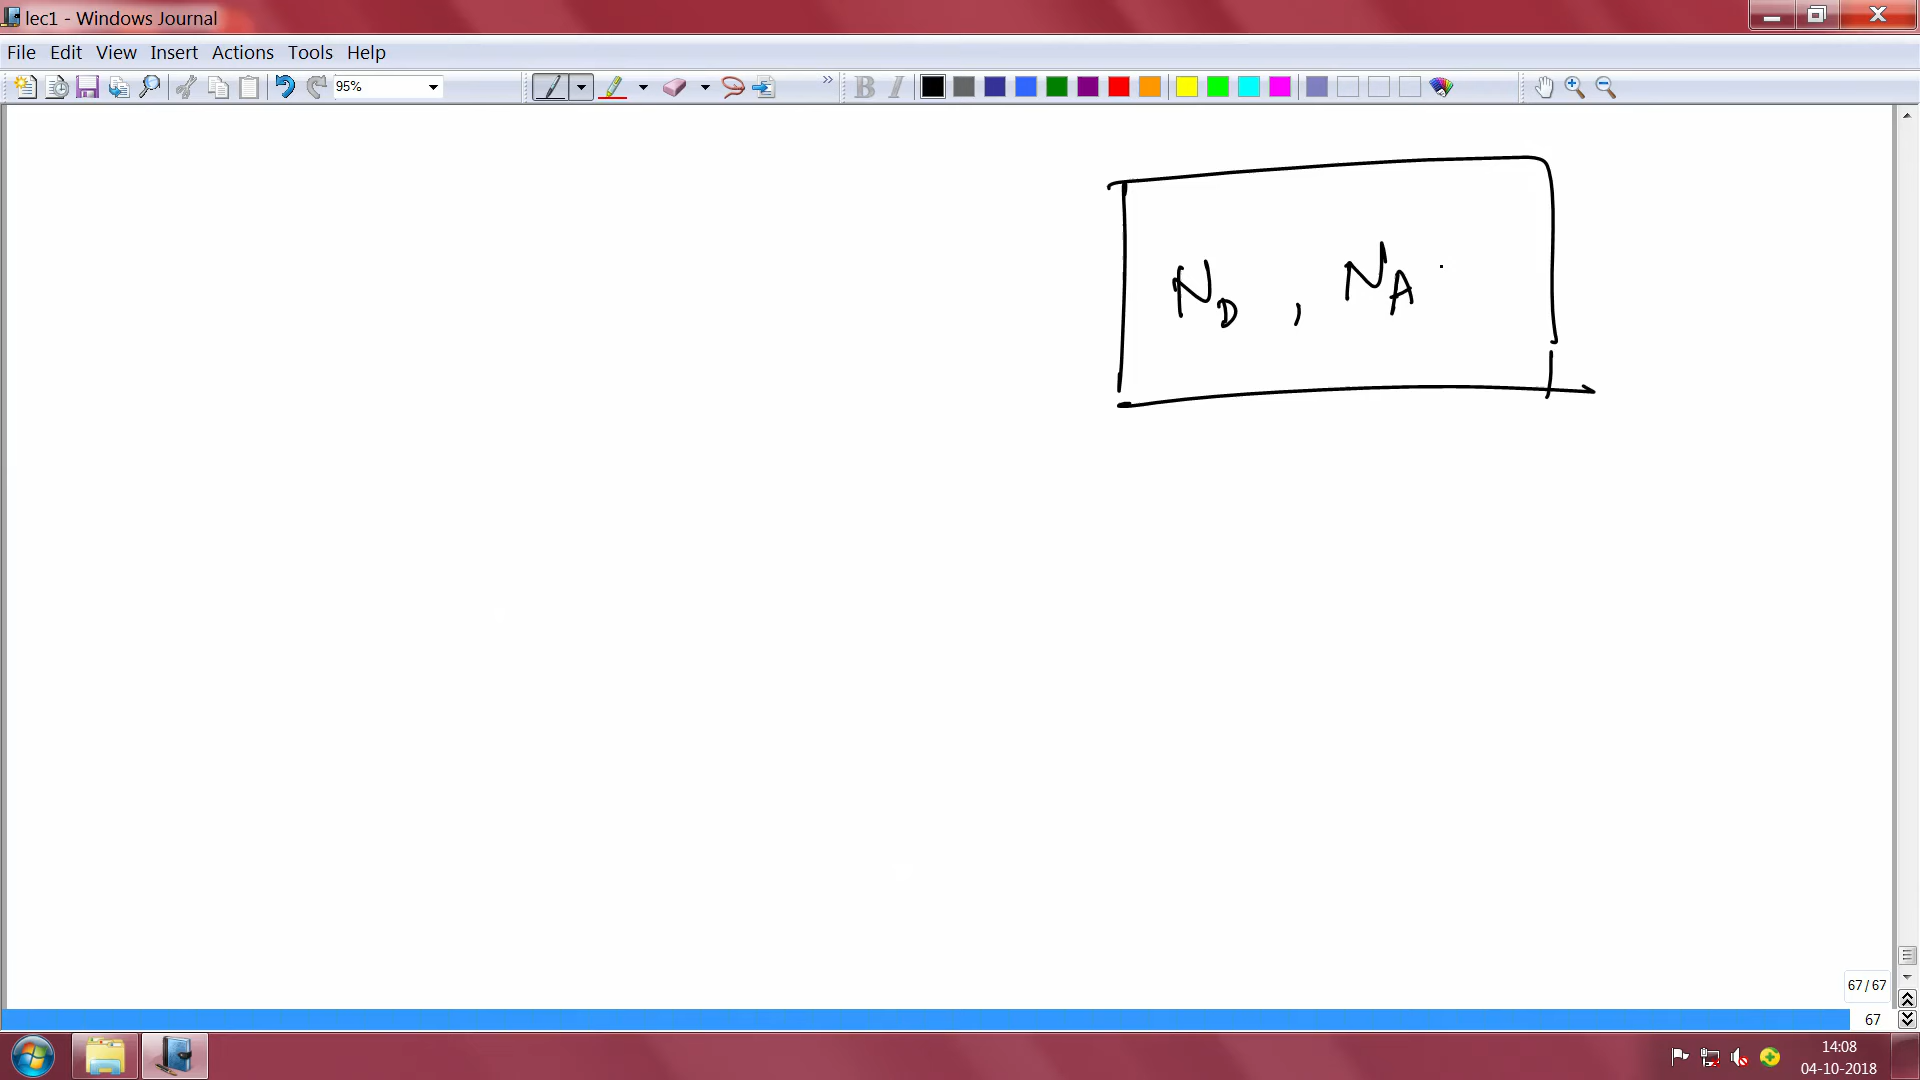 lec1 - Windows Journal
File Edit View Insert Actions Tools Help
95% » B I
N_D , N_A
67 / 67
67
14:08
04-10-2018